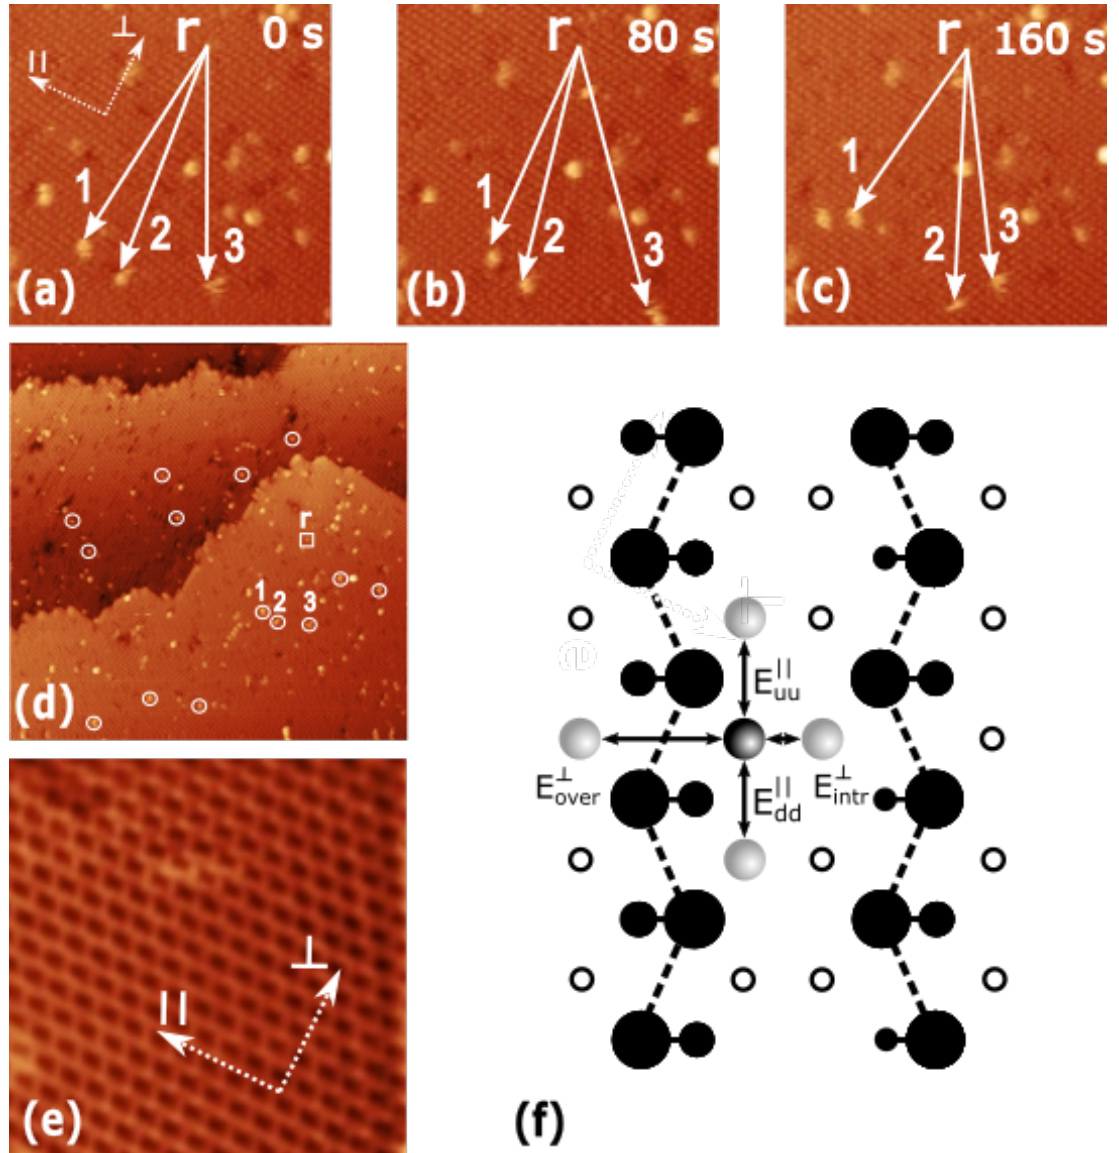 ⊥ r 0 s
||
1
2
3
(a)
r 80 s
1
2
3
(b)
r 160 s
1
2
3
(c)
r
1 2 3
(d)
⊥
||
(e)
E||uu
E⊥over
E||dd
E⊥intr
(f)